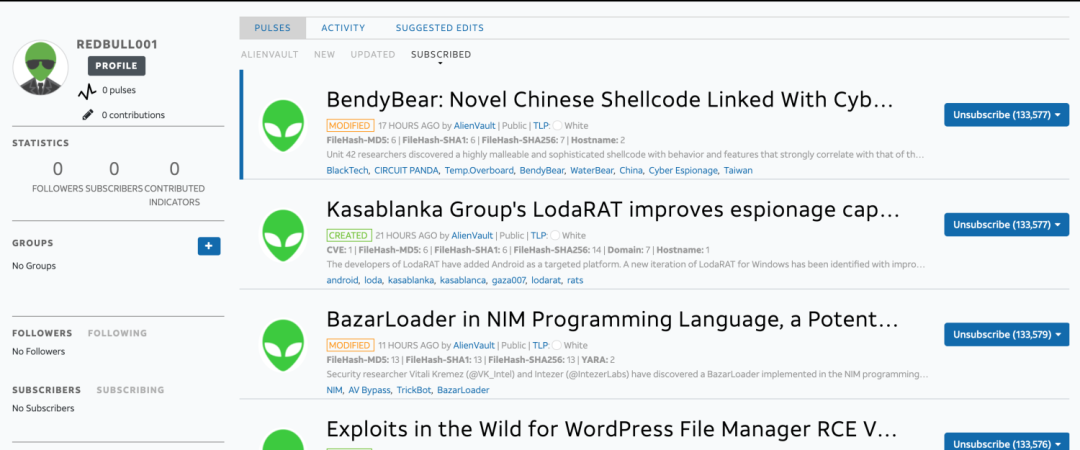 REDBULL001
PROFILE
0 pulses
0 contributions
STATISTICS
0 0 0
FOLLOWERS SUBSCRIBERS CONTRIBUTED INDICATORS
GROUPS
+
No Groups
FOLLOWERS FOLLOWING
No Followers
SUBSCRIBERS SUBSCRIBING
No Subscribers
PULSES ACTIVITY SUGGESTED EDITS
ALIENVAULT NEW UPDATED SUBSCRIBED
BendyBear: Novel Chinese Shellcode Linked With Cyb...
MODIFIED 17 HOURS AGO by AlienVault | Public | TLP: White
FileHash-MD5: 6 | FileHash-SHA1: 6 | FileHash-SHA256: 7 | Hostname: 2
Unit 42 researchers discovered a highly malleable and sophisticated shellcode with behavior and features that strongly correlate with that of th...
BlackTech, CIRCUIT PANDA, Temp.Overboard, BendyBear, WaterBear, China, Cyber Espionage, Taiwan
Unsubscribe (133,577)
Kasablanka Group's LodaRAT improves espionage cap...
CREATED 21 HOURS AGO by AlienVault | Public | TLP: White
CVE: 1 | FileHash-MD5: 6 | FileHash-SHA1: 6 | FileHash-SHA256: 14 | Domain: 7 | Hostname: 1
The developers of LodaRAT have added Android as a targeted platform. A new iteration of LodaRAT for Windows has been identified with impro...
android, loda, kasablanka, kasablanca, gaza007, lodarat, rats
Unsubscribe (133,577)
BazarLoader in NIM Programming Language, a Potent...
MODIFIED 11 HOURS AGO by AlienVault | Public | TLP: White
FileHash-MD5: 13 | FileHash-SHA1: 13 | FileHash-SHA256: 13 | YARA: 2
Security researcher Vitali Kremez (@VK_Intel) and Intezer (@IntezerLabs) have discovered a BazarLoader implemented in the NIM programming...
NIM, AV Bypass, TrickBot, BazarLoader
Unsubscribe (133,579)
Exploits in the Wild for WordPress File Manager RCE V...
Unsubscribe (133,576)